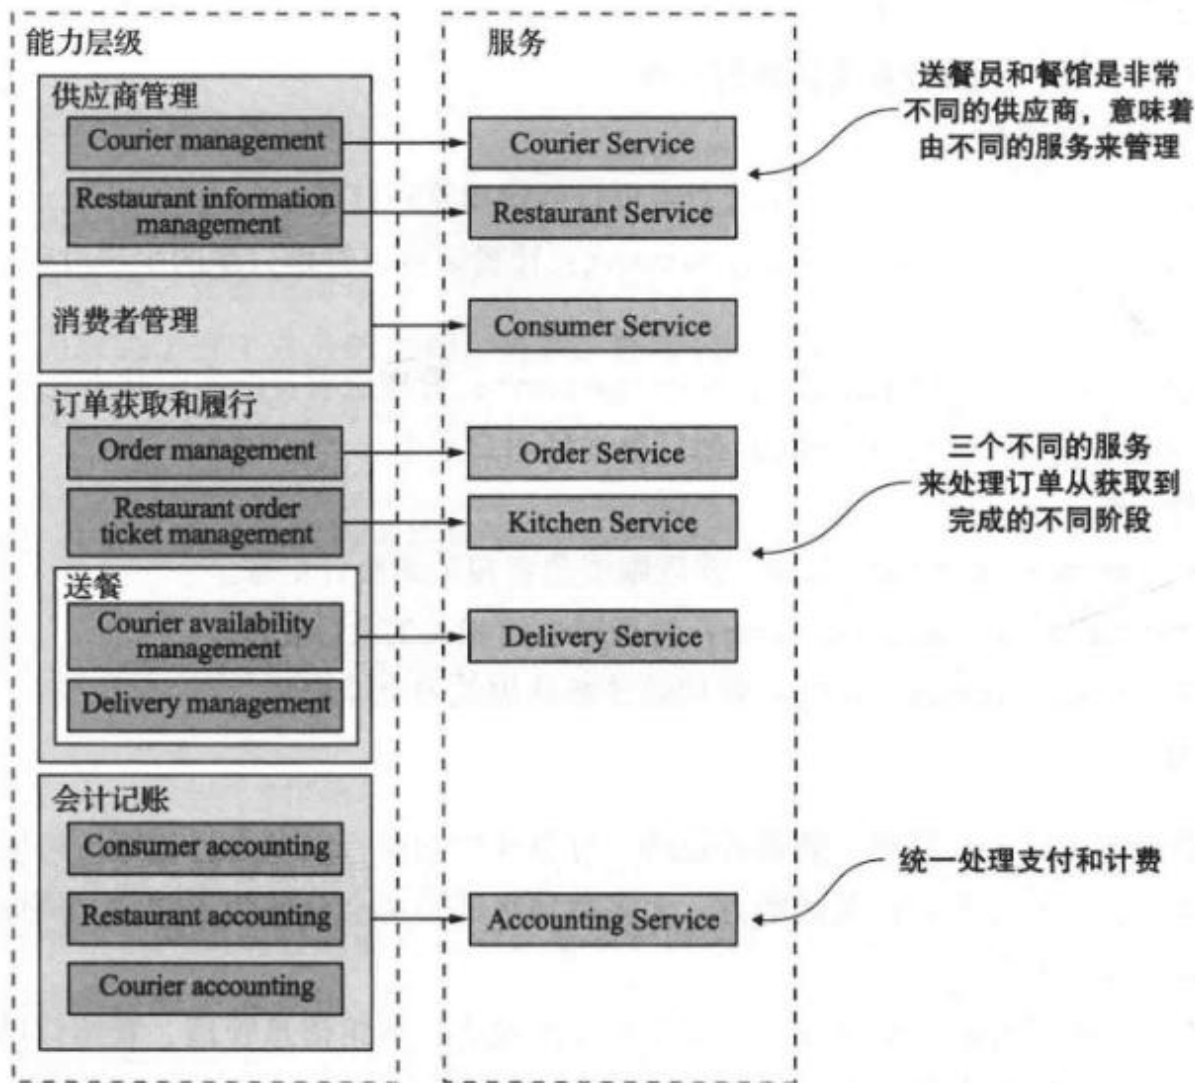 能力层级
供应商管理
Courier management
Restaurant information
management
消费者管理
订单获取和履行
Order management
Restaurant order
ticket management
送餐
Courier availability
management
Delivery management
会计记账
Consumer accounting
Restaurant accounting
Courier accounting
服务
Courier Service
Restaurant Service
Consumer Service
Order Service
Kitchen Service
Delivery Service
Accounting Service
送餐员和餐馆是非常
不同的供应商，意味着
由不同的服务来管理
三个不同的服务
来处理订单从获取到
完成的不同阶段
统一处理支付和计费